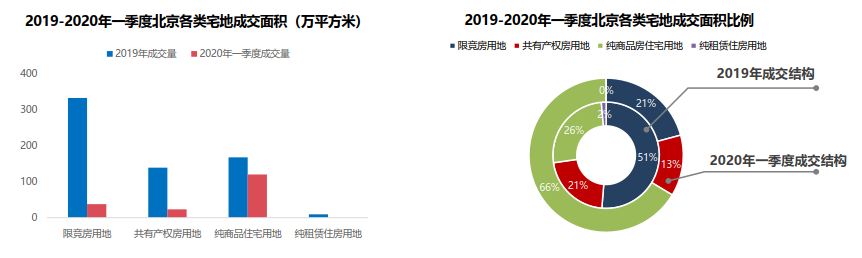 2019-2020年一季度北京各类宅地成交面积（万平方米）
2019年成交量 2020年一季度成交量
400
300
200
100
0
限竞房用地 共有产权房用地 纯商品住宅用地 纯租赁住房用地
2019-2020年一季度北京各类宅地成交面积比例
限竞房用地 共有产权房用地 纯商品房住宅用地 纯租赁住房用地
2019年成交结构
0%
21%
2%
26%
51%
2020年一季度成交结构
13%
66%
21%